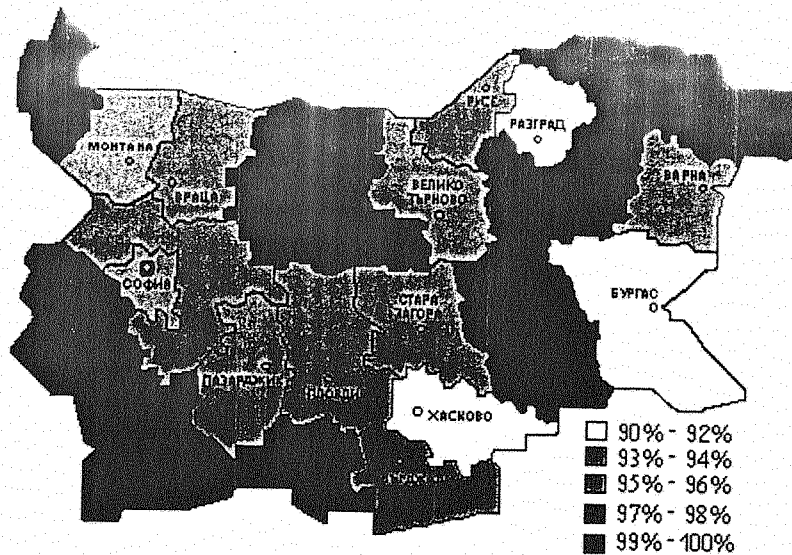 РУСЕ
РАЗГРАД
МОНТАНА
ВАРНА
ВРАЦА
ВЕЛИКО
ТЪРНОВО
СОФИЯ
БУРГАС
СТАРА
ЗАГОРА
ПАЗАРДЖИК
ПЛОВДИ
ХАСКОВО
90% - 92%
93% - 94%
95% - 96%
97% - 98%
99% - 100%